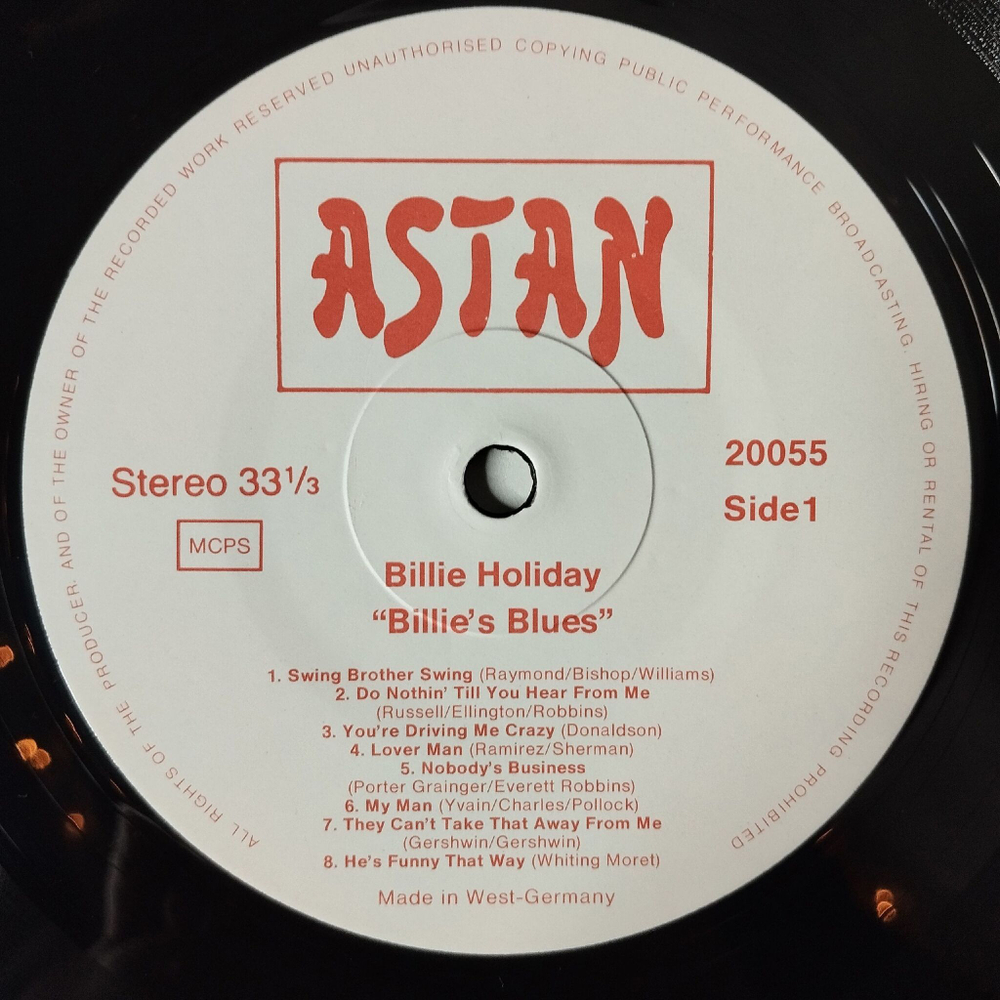 ALL RIGHTS OF THE PRODUCER. AND OF THE OWNER OF THE RECORDED WORK RESERVED UNAUTHORISED COPYING PUBLIC PERFORMANCE BROADCASTING. HIRING OR RENTAL OF THIS RECORDING PROHIBITED
ASTAN
Stereo 33⅓
MCPS
20055
Side1
Billie Holiday
“Billie’s Blues”
1. Swing Brother Swing (Raymond/Bishop/Williams)
2. Do Nothin’ Till You Hear From Me
(Russell/Ellington/Robbins)
3. You’re Driving Me Crazy (Donaldson)
4. Lover Man (Ramirez/Sherman)
5. Nobody’s Business
(Porter Grainger/Everett Robbins)
6. My Man (Yvain/Charles/Pollock)
7. They Can’t Take That Away From Me
(Gershwin/Gershwin)
8. He’s Funny That Way (Whiting Moret)
Made in West-Germany